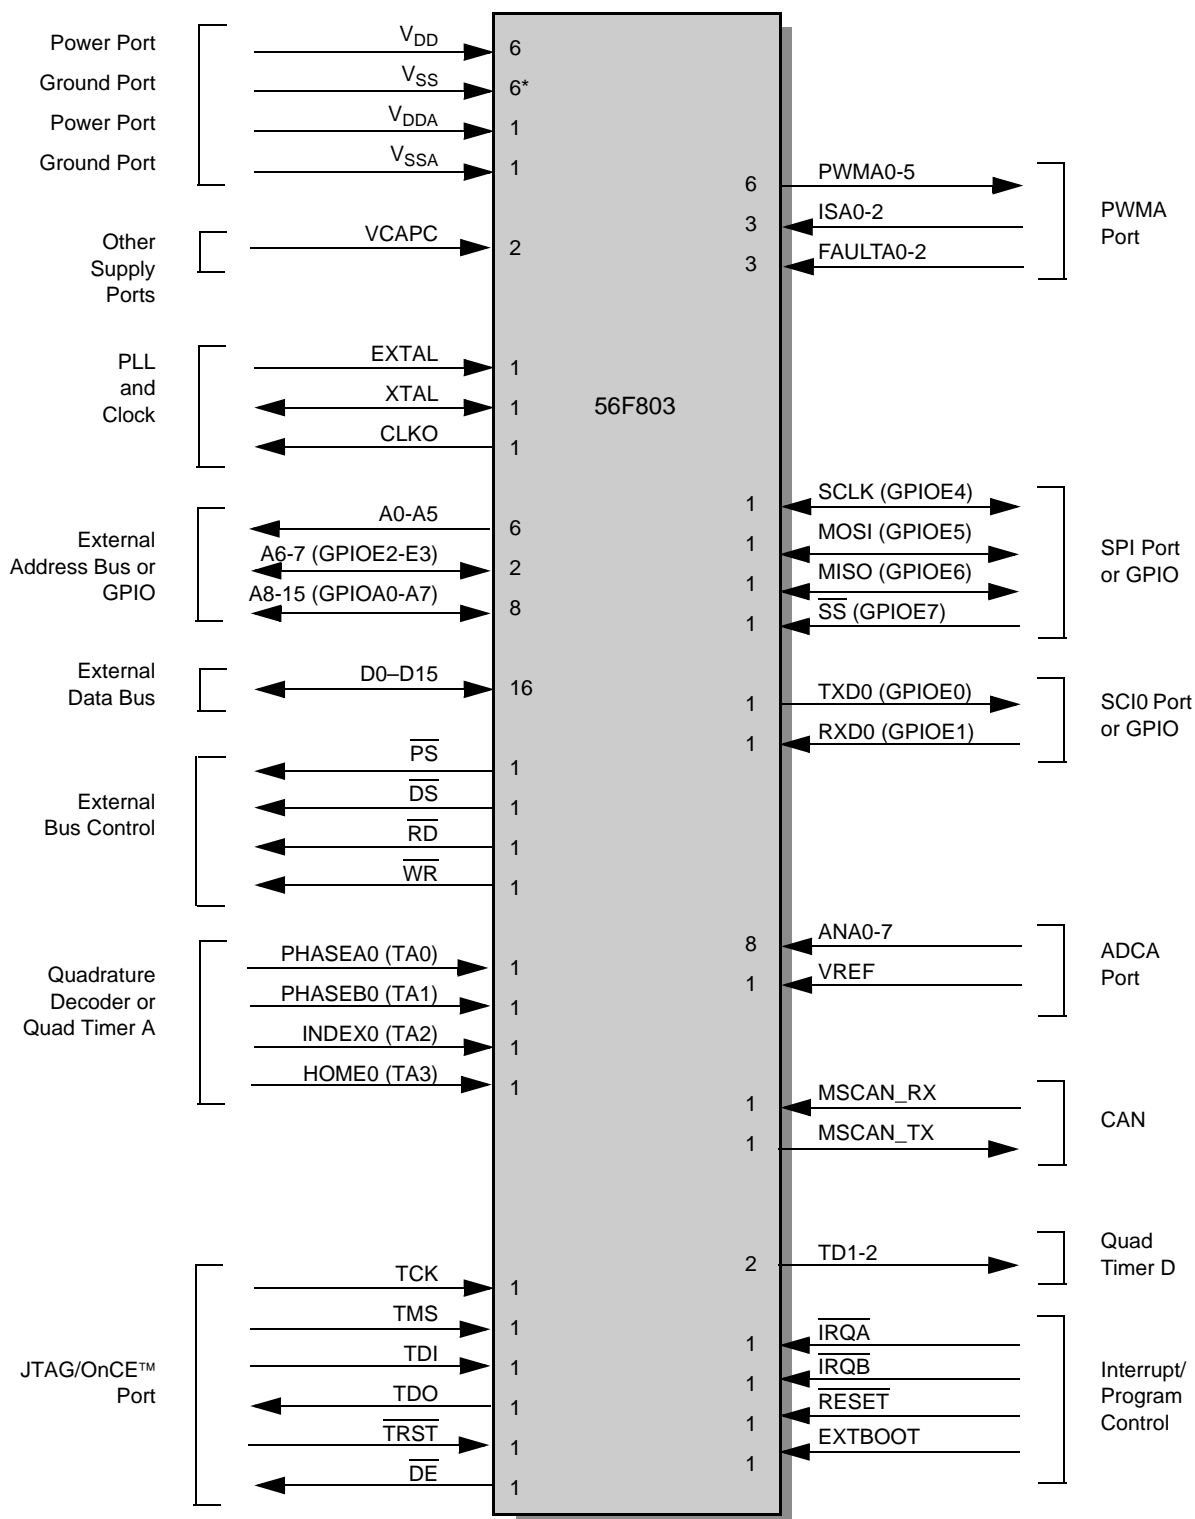 Power Port
V_DD
6
Ground Port
V_SS
6*
Power Port
V_DDA
1
Ground Port
V_SSA
1
Other
Supply
Ports
VCAPC
2
PLL
and
Clock
EXTAL
1
XTAL
1
CLKO
1
External
Address Bus or
GPIO
A0-A5
6
A6-7 (GPIOE2-E3)
2
A8-15 (GPIOA0-A7)
8
External
Data Bus
D0–D15
16
External
Bus Control
PS
1
DS
1
RD
1
WR
1
Quadrature
Decoder or
Quad Timer A
PHASEA0 (TA0)
1
PHASEB0 (TA1)
1
INDEX0 (TA2)
1
HOME0 (TA3)
1
JTAG/OnCE™
Port
TCK
1
TMS
1
TDI
1
TDO
1
TRST
1
DE
1
56F803
6
PWMA0-5
3
ISA0-2
3
FAULTA0-2
PWMA
Port
1
SCLK (GPIOE4)
1
MOSI (GPIOE5)
1
MISO (GPIOE6)
1
SS (GPIOE7)
SPI Port
or GPIO
1
TXD0 (GPIOE0)
1
RXD0 (GPIOE1)
SCI0 Port
or GPIO
8
ANA0-7
1
VREF
ADCA
Port
1
MSCAN_RX
1
MSCAN_TX
CAN
2
TD1-2
Quad
Timer D
1
IRQA
1
IRQB
1
RESET
1
EXTBOOT
Interrupt/
Program
Control